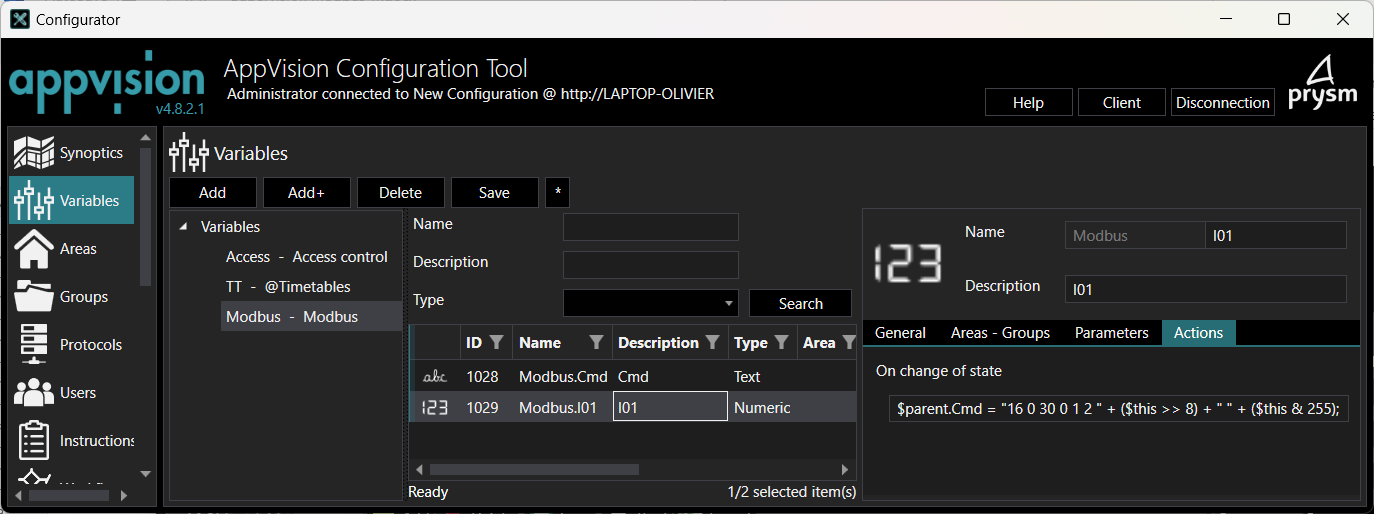 Configurator
appvision
v4.8.2.1
AppVision Configuration Tool
Administrator connected to New Configuration @ http://LAPTOP-OLIVIER
Help
Client
Disconnection
prysm
Synoptics
Variables
Areas
Groups
Protocols
Users
Instructions
Variables
Add
Add+
Delete
Save
*
Variables
Access - Access control
TT - @Timetables
Modbus - Modbus
Name
Description
Type
Search
ID Name Description Type Area
abc 1028 Modbus.Cmd Cmd Text
123 1029 Modbus.I01 I01 Numeric
Ready
1/2 selected item(s)
123
Name Modbus I01
Description I01
General Areas - Groups Parameters Actions
On change of state
$parent.Cmd = "16 0 30 0 1 2 " + ($this >> 8) + " " + ($this & 255);